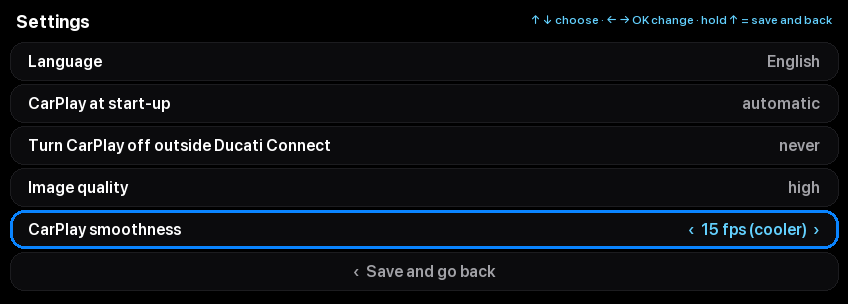 Settings
↑ ↓ choose · ← → OK change · hold ↑ = save and back
Language English
CarPlay at start-up automatic
Turn CarPlay off outside Ducati Connect never
Image quality high
CarPlay smoothness ‹ 15 fps (cooler) ›
‹ Save and go back